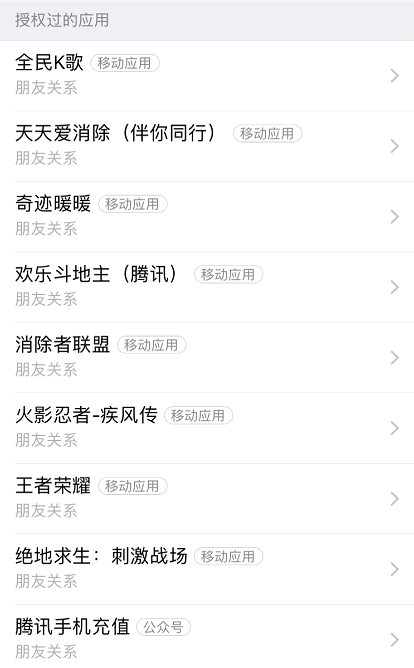 授权过的应用
全民K歌 移动应用
朋友关系
天天爱消除（伴你同行） 移动应用
朋友关系
奇迹暖暖 移动应用
朋友关系
欢乐斗地主（腾讯） 移动应用
朋友关系
消除者联盟 移动应用
朋友关系
火影忍者-疾风传 移动应用
朋友关系
王者荣耀 移动应用
朋友关系
绝地求生：刺激战场 移动应用
朋友关系
腾讯手机充值 公众号
朋友关系